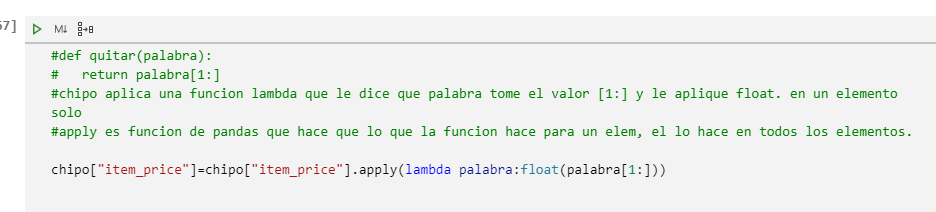 57]
M↓
#def quitar(palabra):
#   return palabra[1:]
#chipo aplica una funcion lambda que le dice que palabra tome el valor [1:] y le aplique float. en un elemento
solo
#apply es funcion de pandas que hace que lo que la funcion hace para un elem, el lo hace en todos los elementos.
chipo["item_price"]=chipo["item_price"].apply(lambda palabra:float(palabra[1:]))